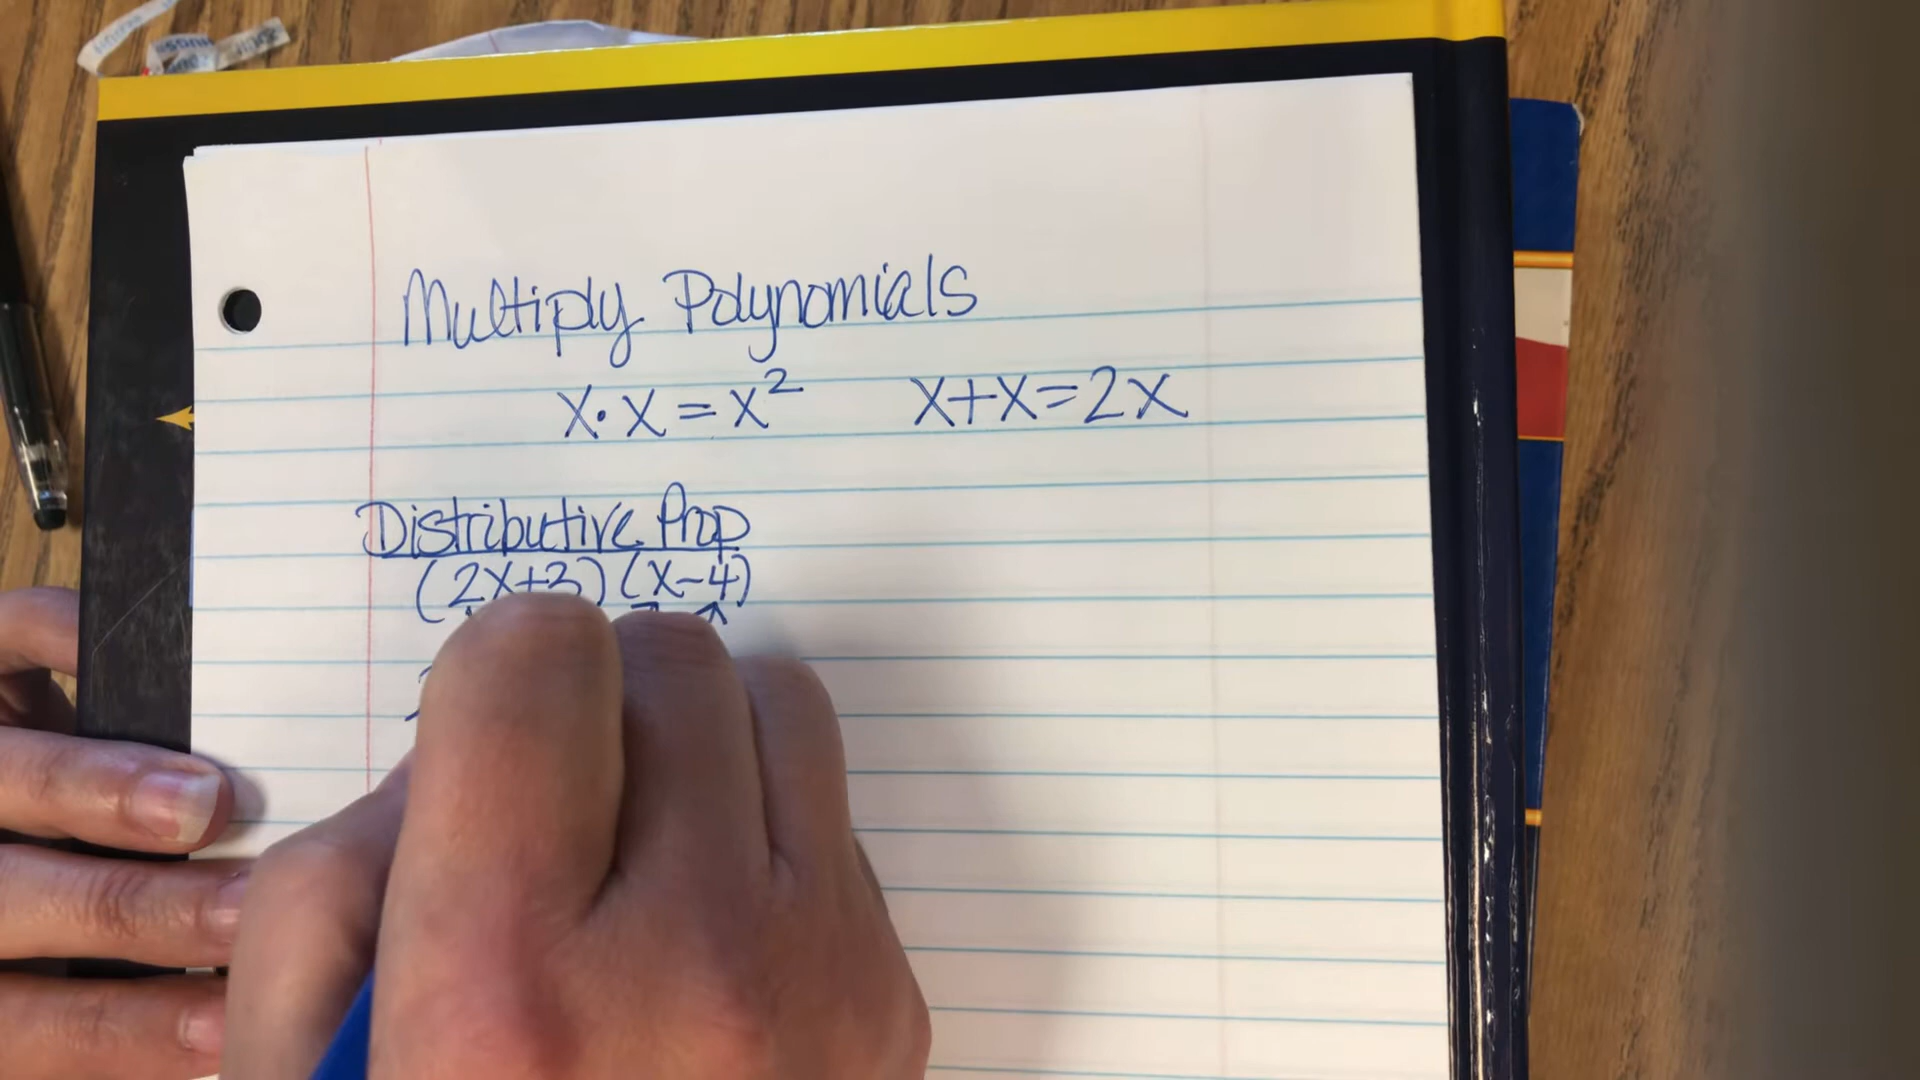 Multiply Polynomials
x·x=x² x+x=2x
Distributive Prop
(2x+3)(x-4)